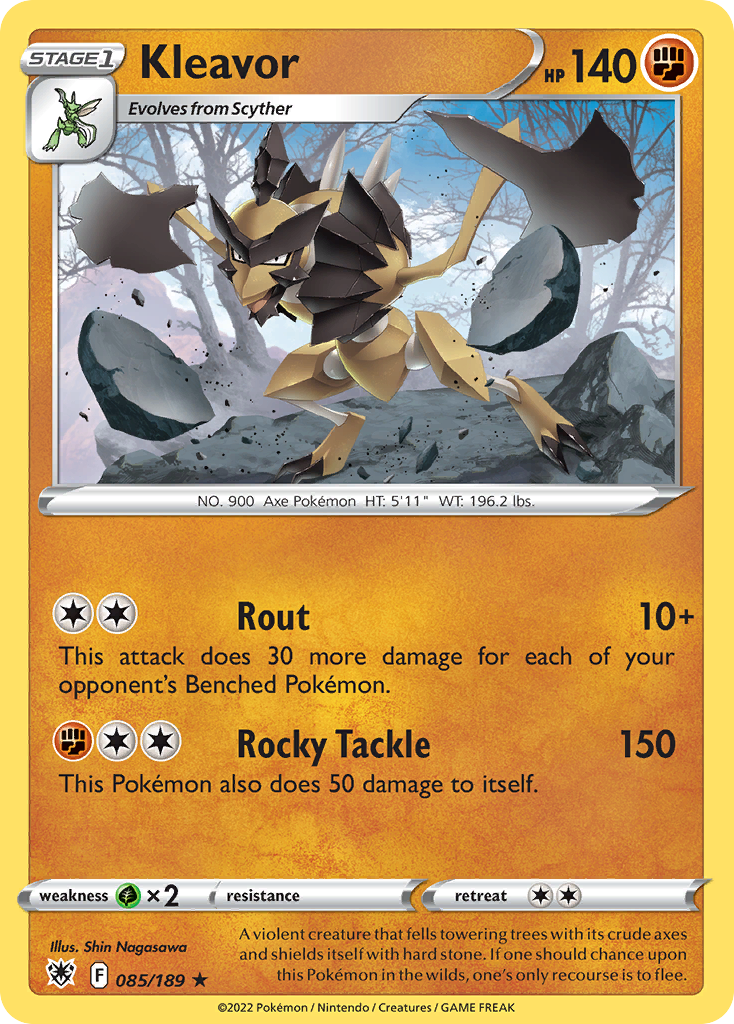 STAGE1
Kleavor
HP 140
Evolves from Scyther
NO. 900 Axe Pokémon HT: 5'11" WT: 196.2 lbs.
Rout 10+
This attack does 30 more damage for each of your
opponent's Benched Pokémon.
Rocky Tackle 150
This Pokémon also does 50 damage to itself.
weakness ×2 resistance retreat
Illus. Shin Nagasawa
F 085/189 ★
A violent creature that fells towering trees with its crude axes
and shields itself with hard stone. If one should chance upon
this Pokémon in the wilds, one's only recourse is to flee.
©2022 Pokémon / Nintendo / Creatures / GAME FREAK